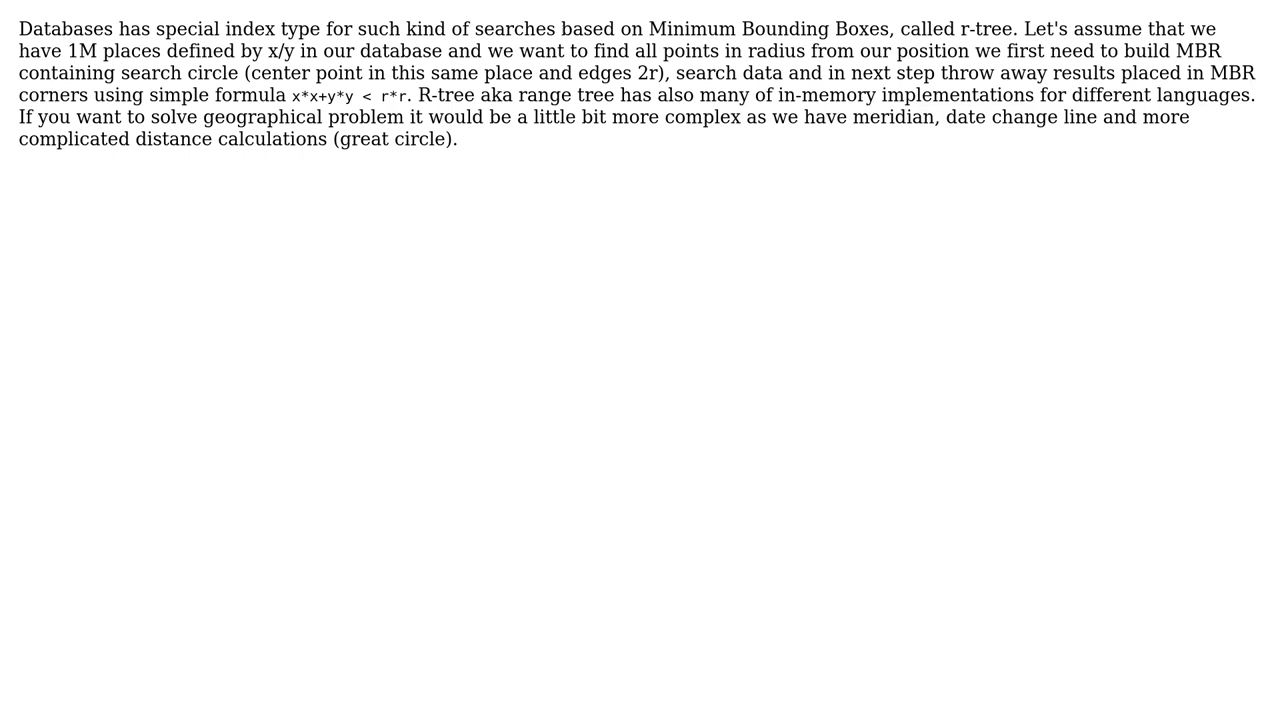 Databases has special index type for such kind of searches based on Minimum Bounding Boxes, called r-tree. Let's assume that we
have 1M places defined by x/y in our database and we want to find all points in radius from our position we first need to build MBR
containing search circle (center point in this same place and edges 2r), search data and in next step throw away results placed in MBR
corners using simple formula x*x+y*y < r*r. R-tree aka range tree has also many of in-memory implementations for different languages.
If you want to solve geographical problem it would be a little bit more complex as we have meridian, date change line and more
complicated distance calculations (great circle).